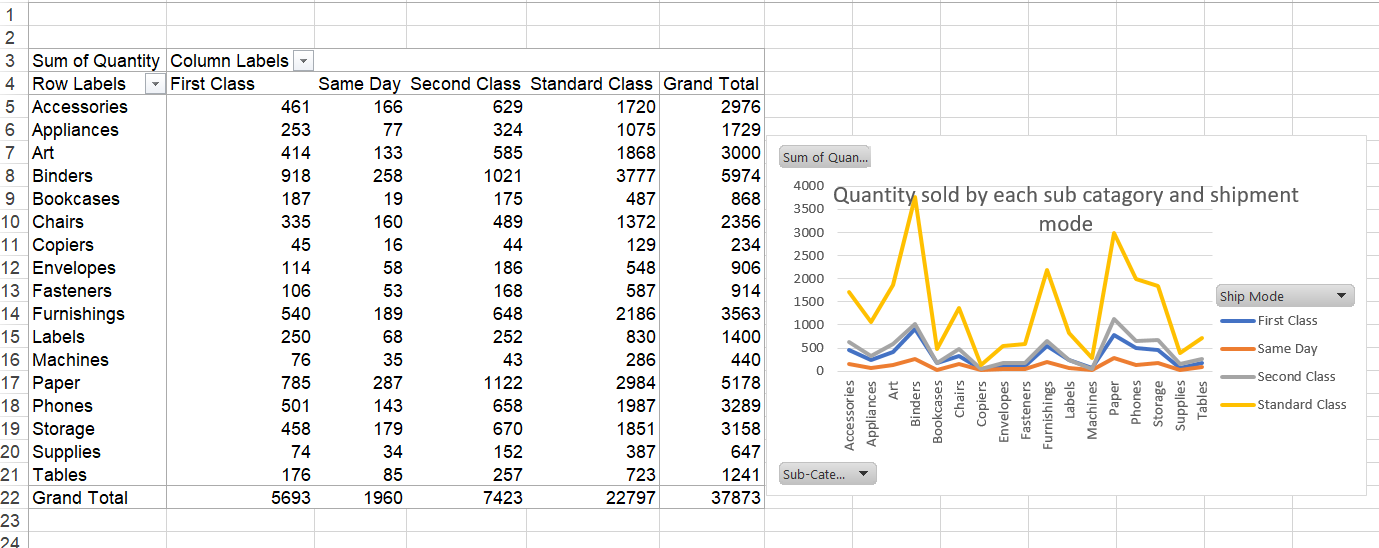 1
2
3 Sum of Quantity Column Labels
4 Row Labels First Class Same Day Second Class Standard Class Grand Total
5 Accessories 461 166 629 1720 2976
6 Appliances 253 77 324 1075 1729
7 Art 414 133 585 1868 3000
8 Binders 918 258 1021 3777 5974
9 Bookcases 187 19 175 487 868
10 Chairs 335 160 489 1372 2356
11 Copiers 45 16 44 129 234
12 Envelopes 114 58 186 548 906
13 Fasteners 106 53 168 587 914
14 Furnishings 540 189 648 2186 3563
15 Labels 250 68 252 830 1400
16 Machines 76 35 43 286 440
17 Paper 785 287 1122 2984 5178
18 Phones 501 143 658 1987 3289
19 Storage 458 179 670 1851 3158
20 Supplies 74 34 152 387 647
21 Tables 176 85 257 723 1241
22 Grand Total 5693 1960 7423 22797 37873
23
24
Sum of Quan...
Quantity sold by each sub catagory and shipment
mode
4000
3500
3000
2500
2000
1500
1000
500
0
Accessories
Appliances
Art
Binders
Bookcases
Chairs
Copiers
Envelopes
Fasteners
Furnishings
Labels
Machines
Paper
Phones
Storage
Supplies
Tables
Ship Mode
First Class
Same Day
Second Class
Standard Class
Sub-Cate...